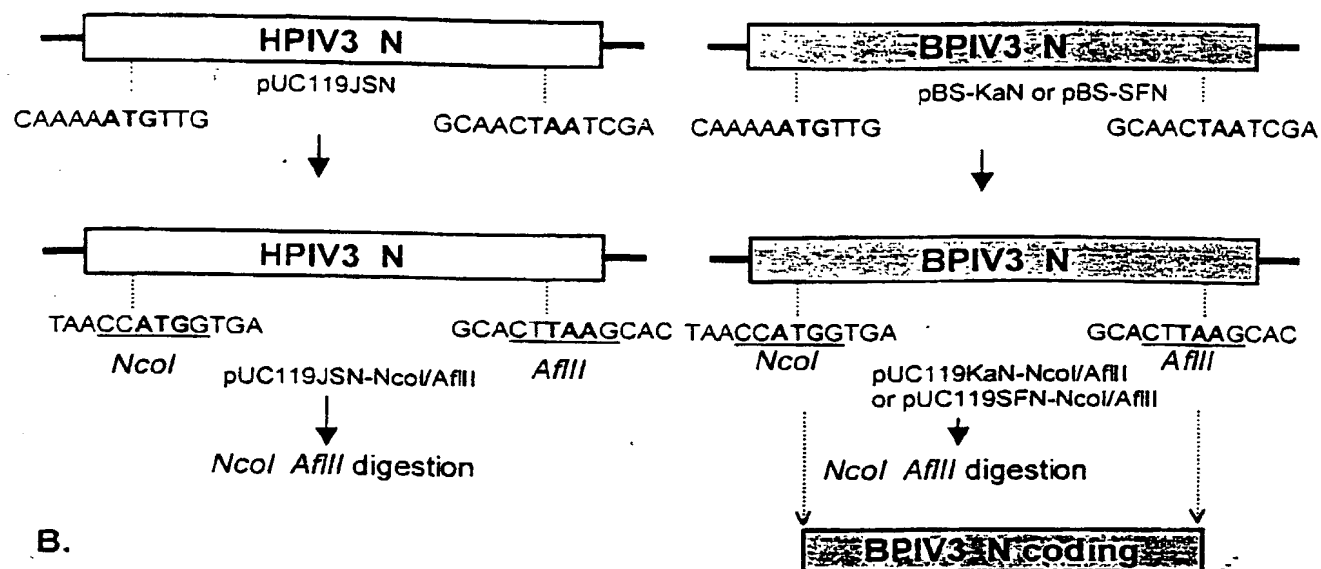 HPIV3 N
pUC119JSN
CAAAAATGTTG
GCAACTAATCGA
BPIV3 N
pBS-KaN or pBS-SFN
CAAAAATGTTG
GCAACTAATCGA
HPIV3 N
TAACCATGGTGA
GCACTTAAGCAC
NcoI
AflII
pUC119JSN-NcoI/AflII
NcoI AflII digestion
BPIV3 N
TAACCATGGTGA
GCACTTAAGCAC
NcoI
AflII
pUC119KaN-NcoI/AflII
or pUC119SFN-NcoI/AflII
NcoI AflII digestion
B.
BPIV3 N coding